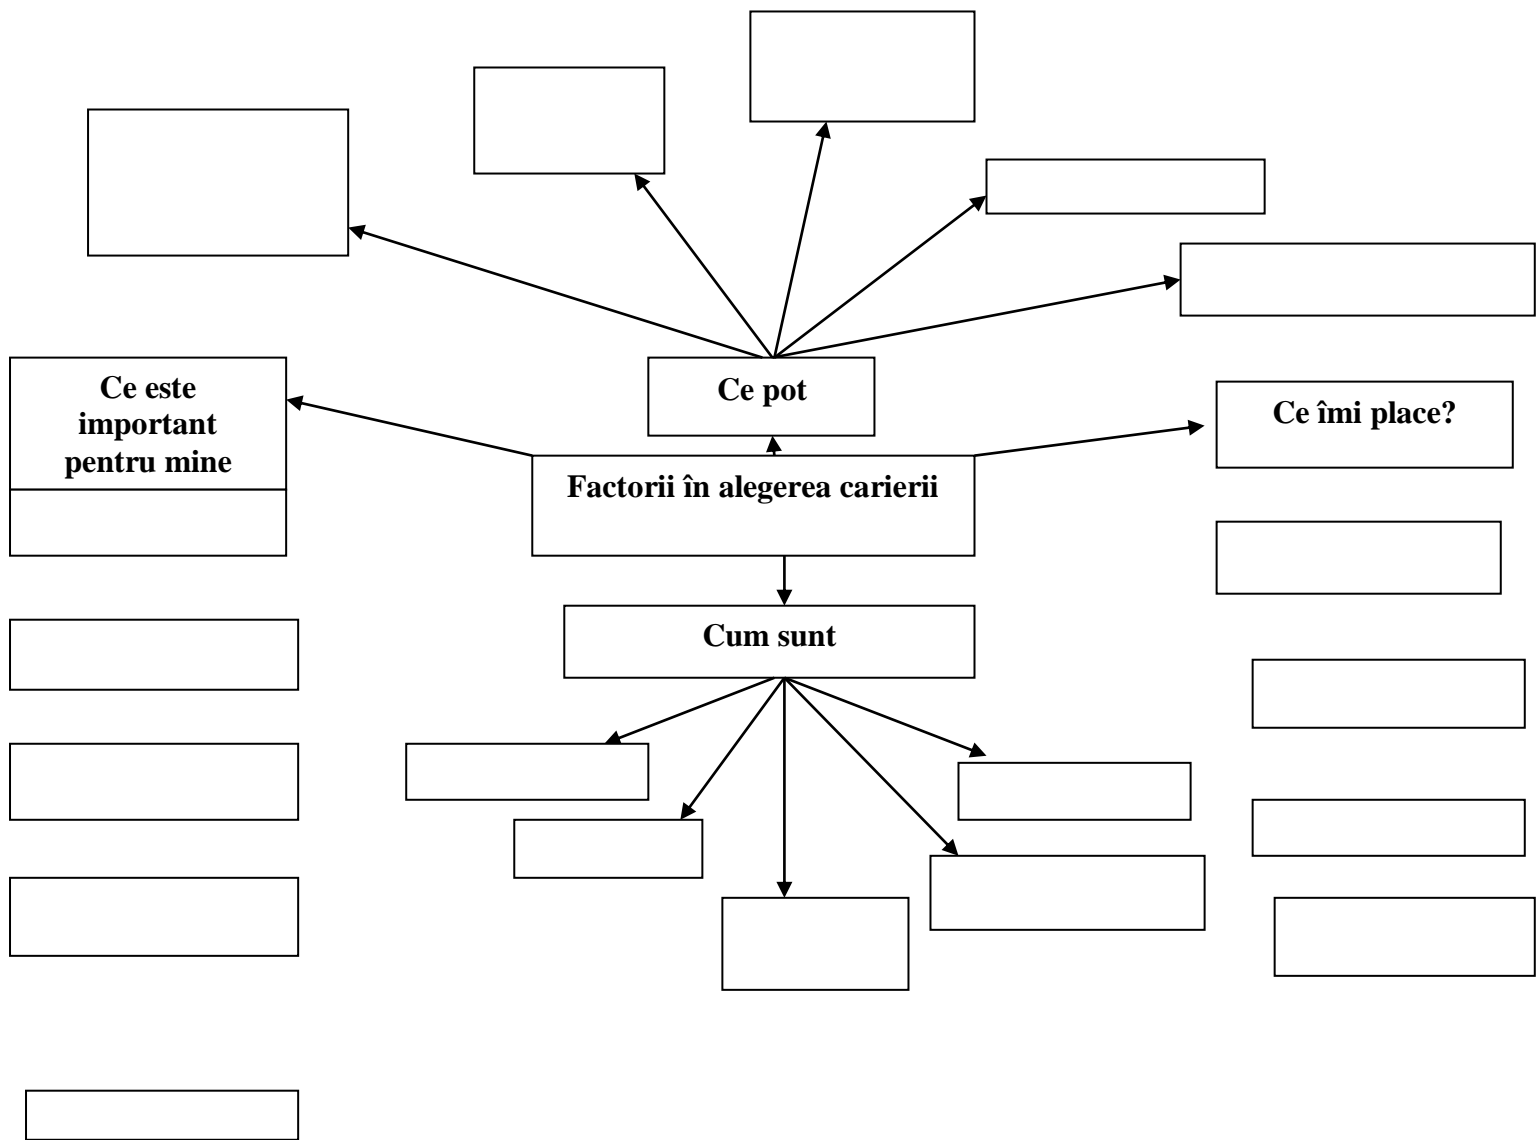 Ce este
important
pentru mine
Ce pot
Ce îmi place?
Factorii în alegerea carierii
Cum sunt